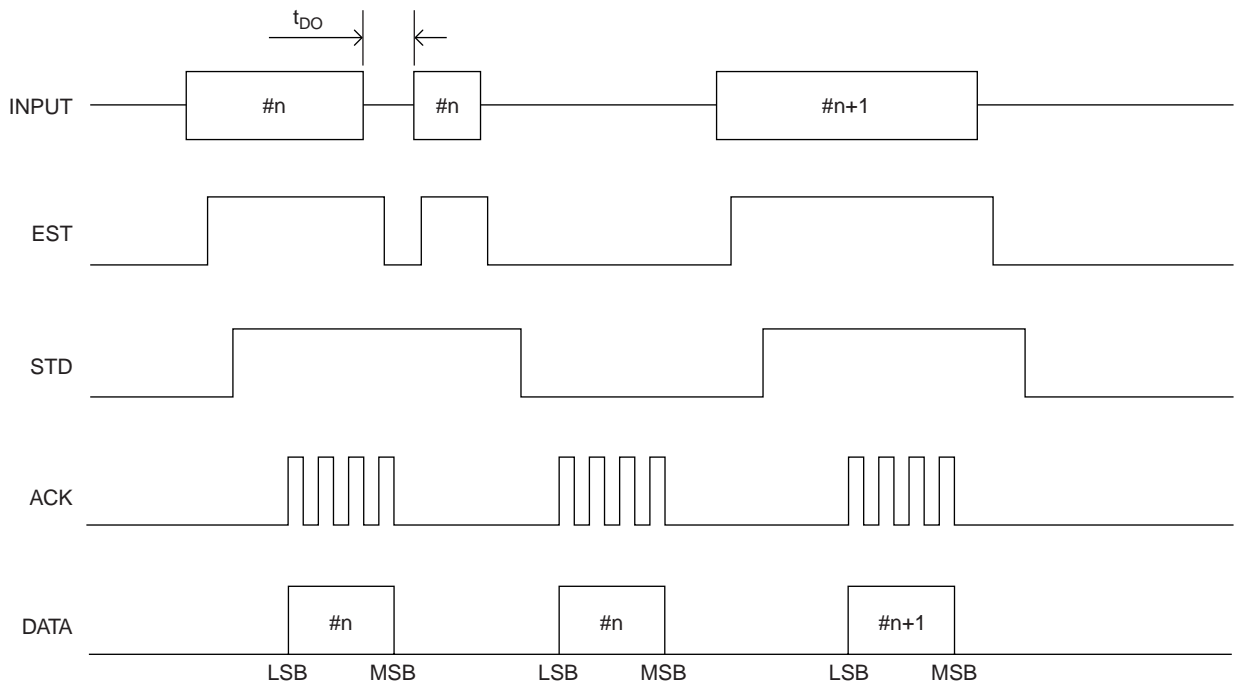 tDO
INPUT #n #n #n+1
EST
STD
ACK
DATA #n #n #n+1
LSB MSB LSB MSB LSB MSB